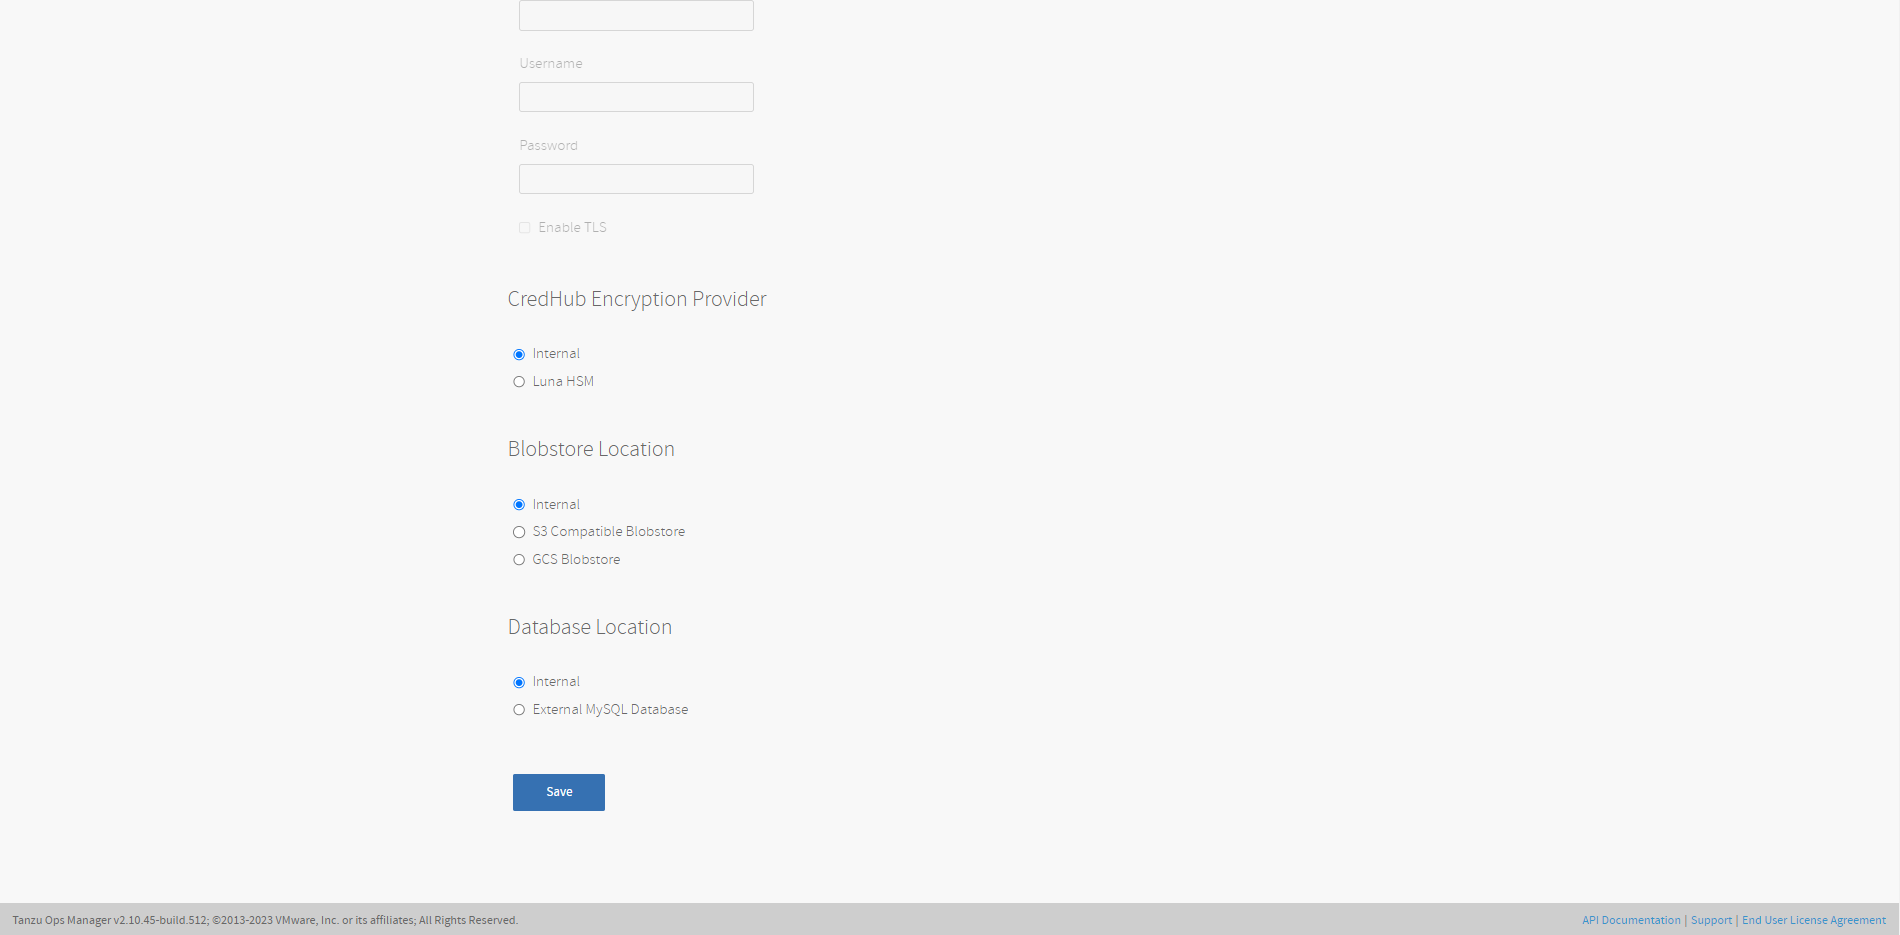 Username
Password
Enable TLS
CredHub Encryption Provider
Internal
Luna HSM
Blobstore Location
Internal
S3 Compatible Blobstore
GCS Blobstore
Database Location
Internal
External MySQL Database
Save
Tanzu Ops Manager v2.10.45-build.512; ©2013-2023 VMware, Inc. or its affiliates; All Rights Reserved.
API Documentation | Support | End User License Agreement